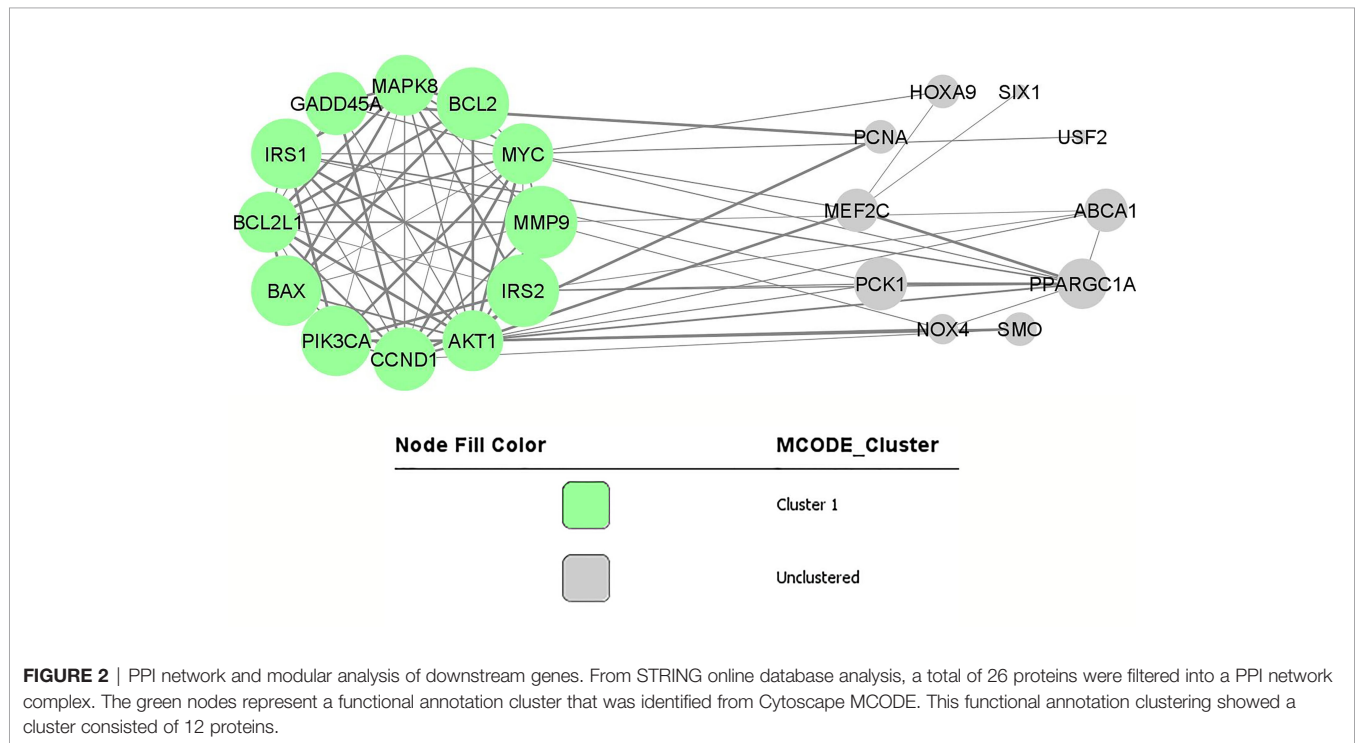 MAPK8
GADD45A
BCL2
HOXA9
SIX1
PCNA
USF2
IRS1
MYC
BCL2L1
MMP9
MEF2C
ABCA1
BAX
IRS2
PCK1
PPARGC1A
PIK3CA
AKT1
CCND1
NOX4
SMO
Node Fill Color
MCODE_Cluster
Cluster 1
Unclustered
FIGURE 2 | PPI network and modular analysis of downstream genes. From STRING online database analysis, a total of 26 proteins were filtered into a PPI network
complex. The green nodes represent a functional annotation cluster that was identified from Cytoscape MCODE. This functional annotation clustering showed a
cluster consisted of 12 proteins.